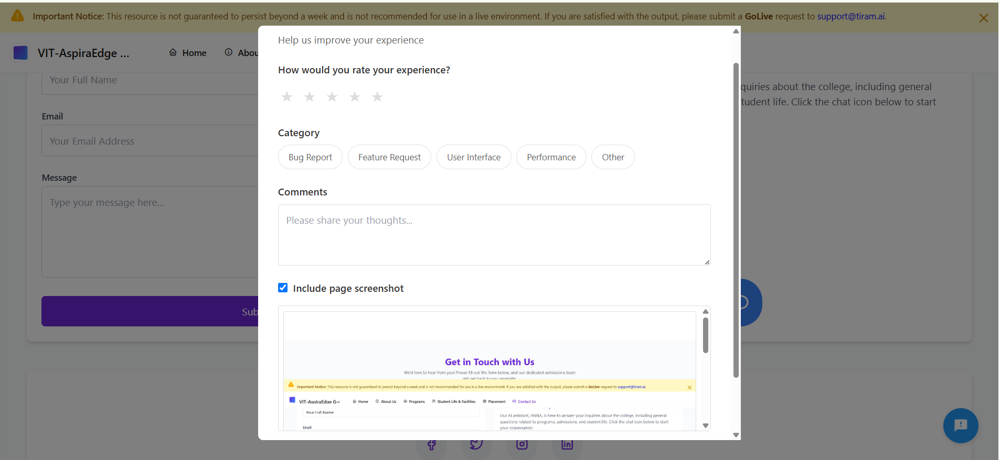 Important Notice: This resource is not guaranteed to persist beyond a week and is not recommended for use in a live environment. If you are satisfied with the output, please submit a GoLive request to support@tiram.ai.
VIT-AspiraEdge ...
Home
Abou
Your Full Name
Email
Your Email Address
Message
Type your message here...
Sub
Help us improve your experience
How would you rate your experience?
Category
Bug Report
Feature Request
User Interface
Performance
Other
Comments
Please share your thoughts...
Include page screenshot
Get in Touch with Us
We'd love to hear from you! Please fill out the form below, and our dedicated admissions team
will get back to you promptly.
Important Notice: This resource is not guaranteed to persist beyond a week and is not recommended for use in a live environment. If you are satisfied with the output, please submit a GoLive request to support@tiram.ai.
VIT-AspiraEdge G-
Home
About Us
Programs
Student Life & Facilities
Placement
Contact Us
Your Full Name
Email
Our AI assistant, ANNA, is here to answer your inquiries about the college, including general
questions related to programs, admissions, and student life. Click the chat icon below to start
your conversation.
quiries about the college, including general
tudent life. Click the chat icon below to start